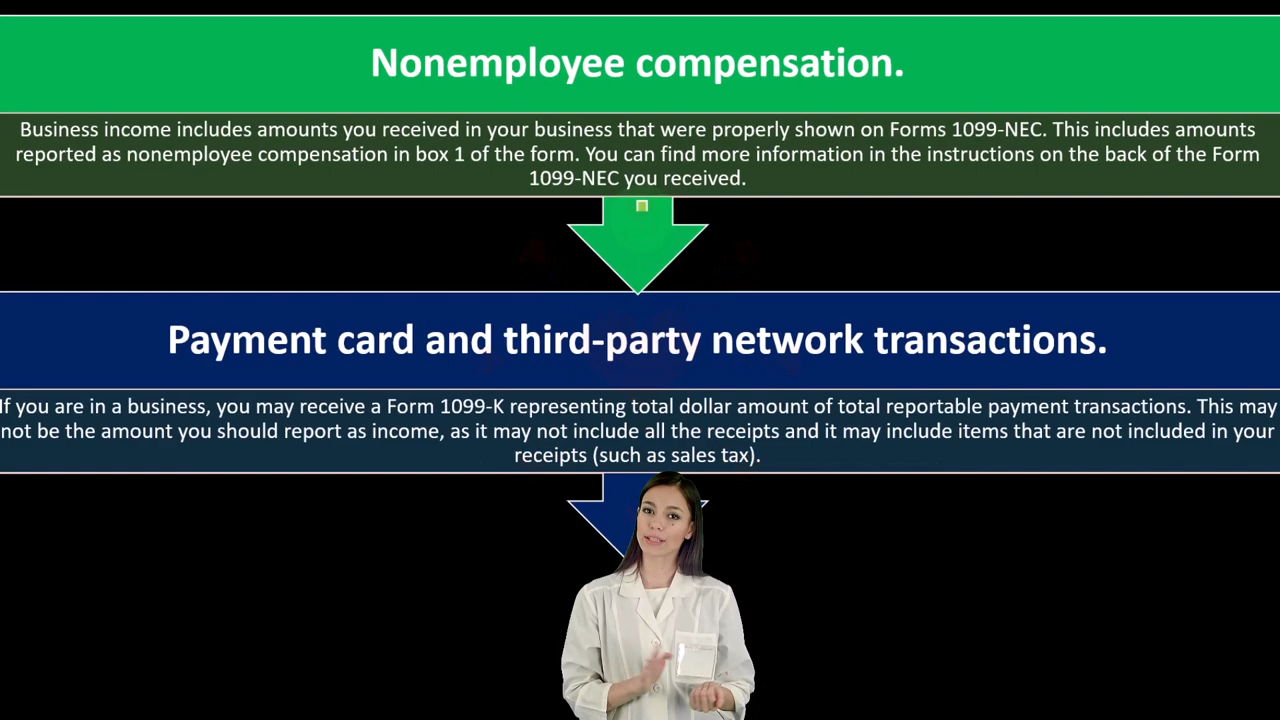 Nonemployee compensation.
Business income includes amounts you received in your business that were properly shown on Forms 1099-NEC. This includes amounts
reported as nonemployee compensation in box 1 of the form. You can find more information in the instructions on the back of the Form
1099-NEC you received.
Payment card and third-party network transactions.
If you are in a business, you may receive a Form 1099-K representing total dollar amount of total reportable payment transactions. This may
not be the amount you should report as income, as it may not include all the receipts and it may include items that are not included in your
receipts (such as sales tax).